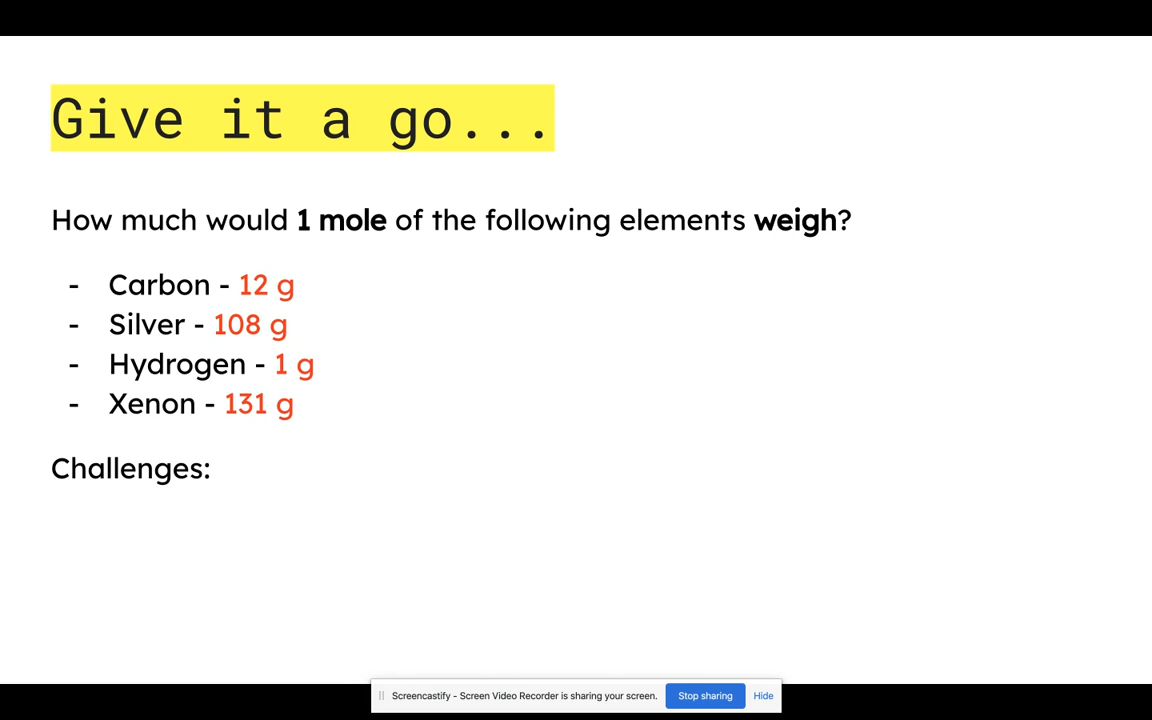 Give it a go...
How much would 1 mole of the following elements weigh?
- Carbon - 12 g
- Silver - 108 g
- Hydrogen - 1 g
- Xenon - 131 g
Challenges:
Screencastify - Screen Video Recorder is sharing your screen. Stop sharing Hide